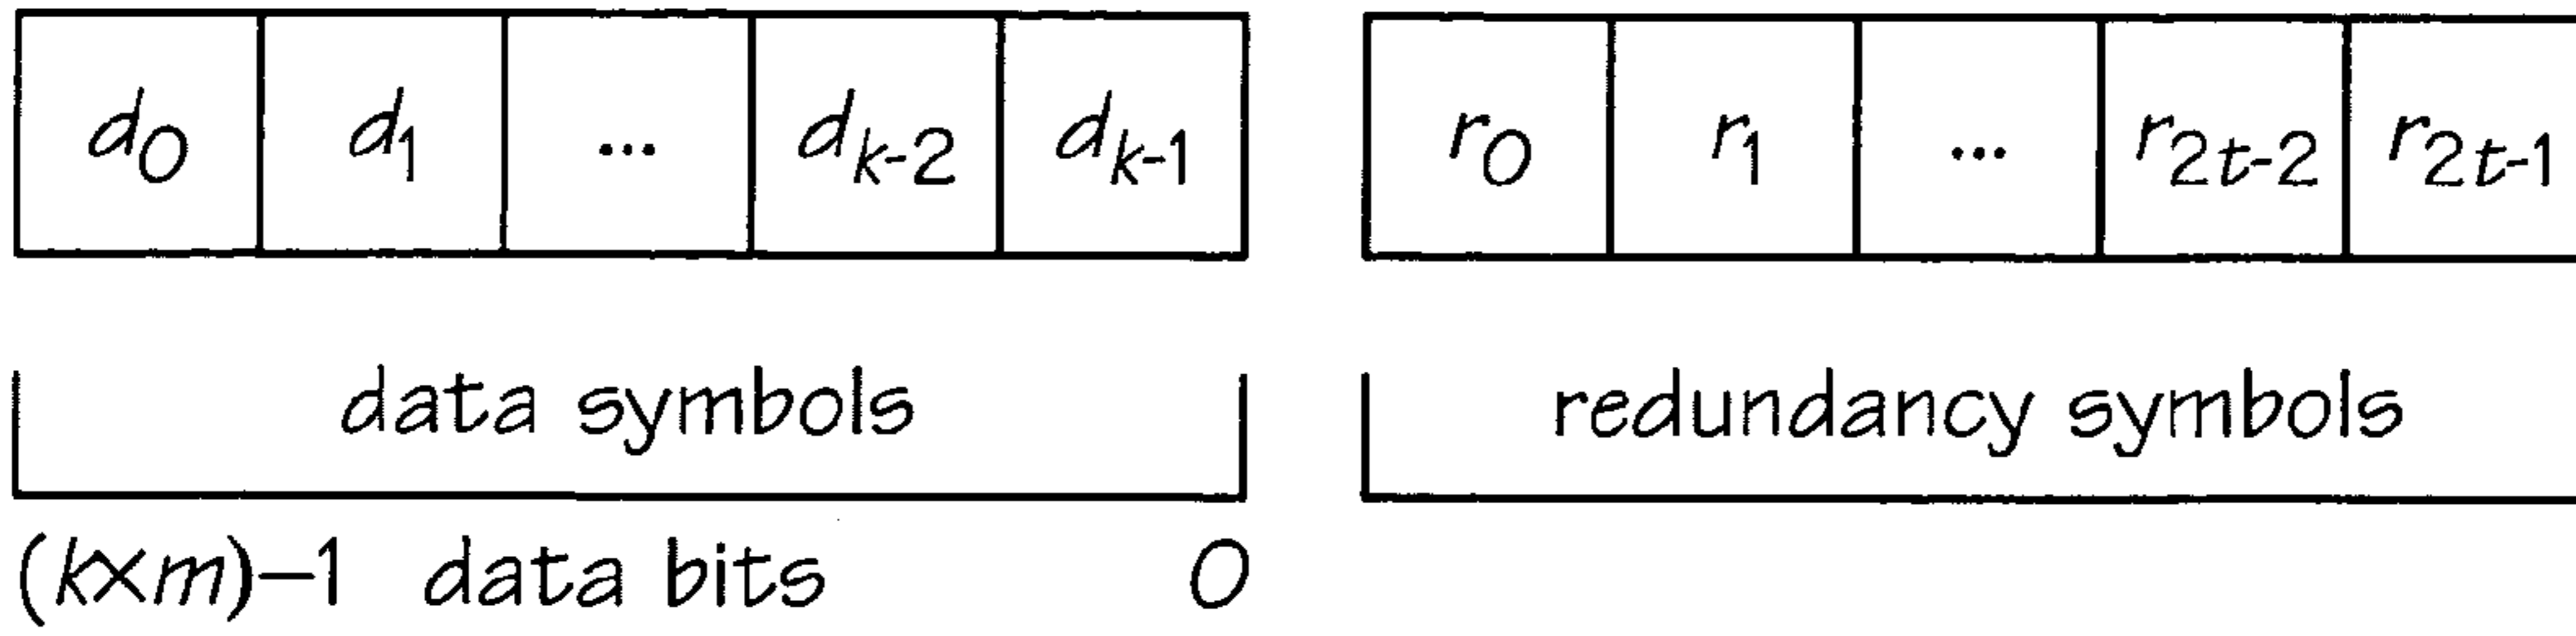 d0 d1 ... dk-2 dk-1 r0 r1 ... r2t-2 r2t-1
data symbols redundancy symbols
(k×m)–1 data bits 0